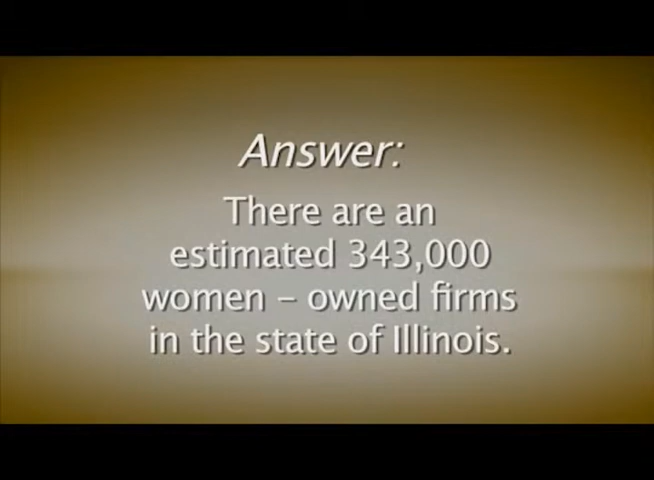 Answer:
There are an
estimated 343,000
women – owned firms
in the state of Illinois.